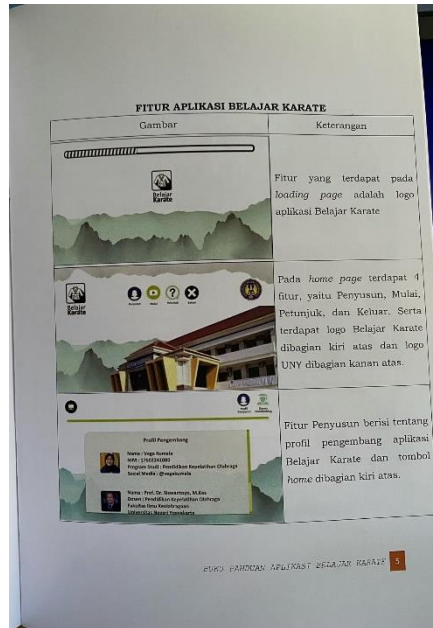 FITUR APLIKASI BELAJAR KARATE
Gambar
Keterangan
Belajar
Karate
Fitur yang terdapat pada
loading page adalah logo
aplikasi Belajar Karate
Belajar
Karate
Penyusun Mulai Petunjuk Keluar
Pada home page terdapat 4
fitur, yaitu Penyusun, Mulai,
Petunjuk, dan Keluar. Serta
terdapat logo Belajar Karate
dibagian kiri atas dan logo
UNY dibagian kanan atas.
Profil
Profil Pengembang
Nama : Vega Kumala
Program Studi : Pendidikan Kepelatihan Olahraga
Social Media : @vegakumala
Nama : Prof. Dr. Siswantoyo, M.Kes
Dosen : Pendidikan Kepelatihan Olahraga
Fakultas Ilmu Keolahragaan
Universitas Negeri Yogyakarta
Fitur Penyusun berisi tentang
profil pengembang aplikasi
Belajar Karate dan tombol
home dibagian kiri atas.
BUKU PANDUAN APLIKASI BELAJAR KARATE 5